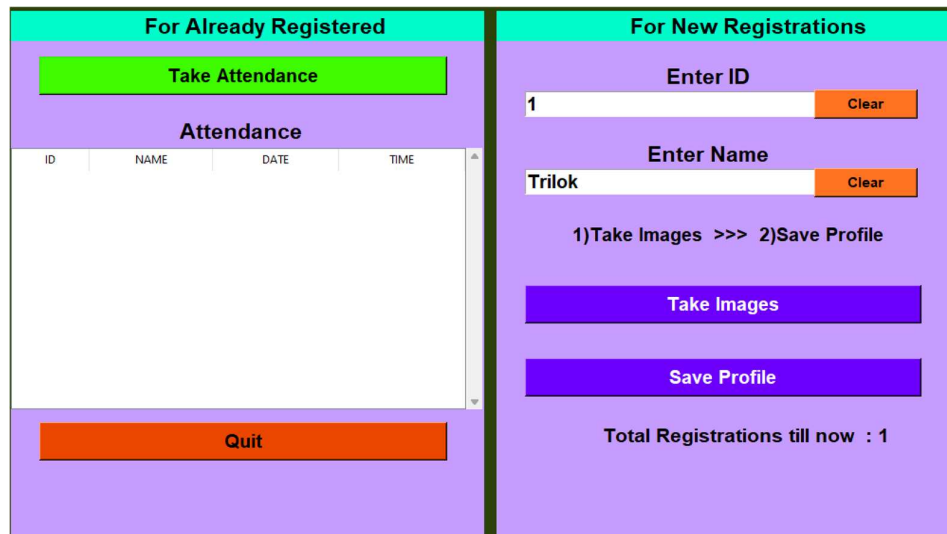 For Already Registered
Take Attendance
Attendance
ID NAME DATE TIME
Quit
For New Registrations
Enter ID
1 Clear
Enter Name
Trilok Clear
1)Take Images >>> 2)Save Profile
Take Images
Save Profile
Total Registrations till now : 1